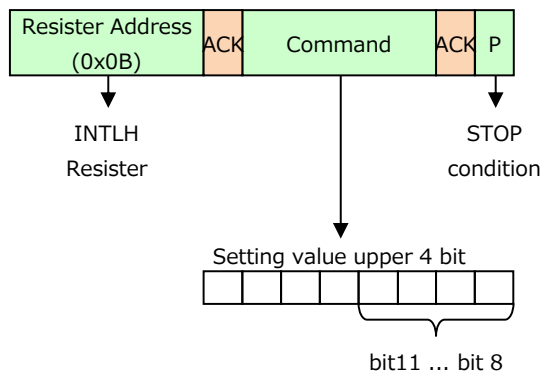 Resister Address
(0x0B)
ACK
Command
ACK
P
INTLH
Resister
STOP
condition
Setting value upper 4 bit
bit11 ... bit 8